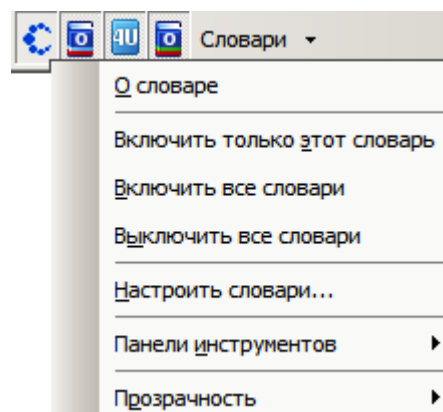 4U Словари
О словаре
Включить только этот словарь
Включить все словари
Выключить все словари
Настроить словари...
Панели инструментов
Прозрачность